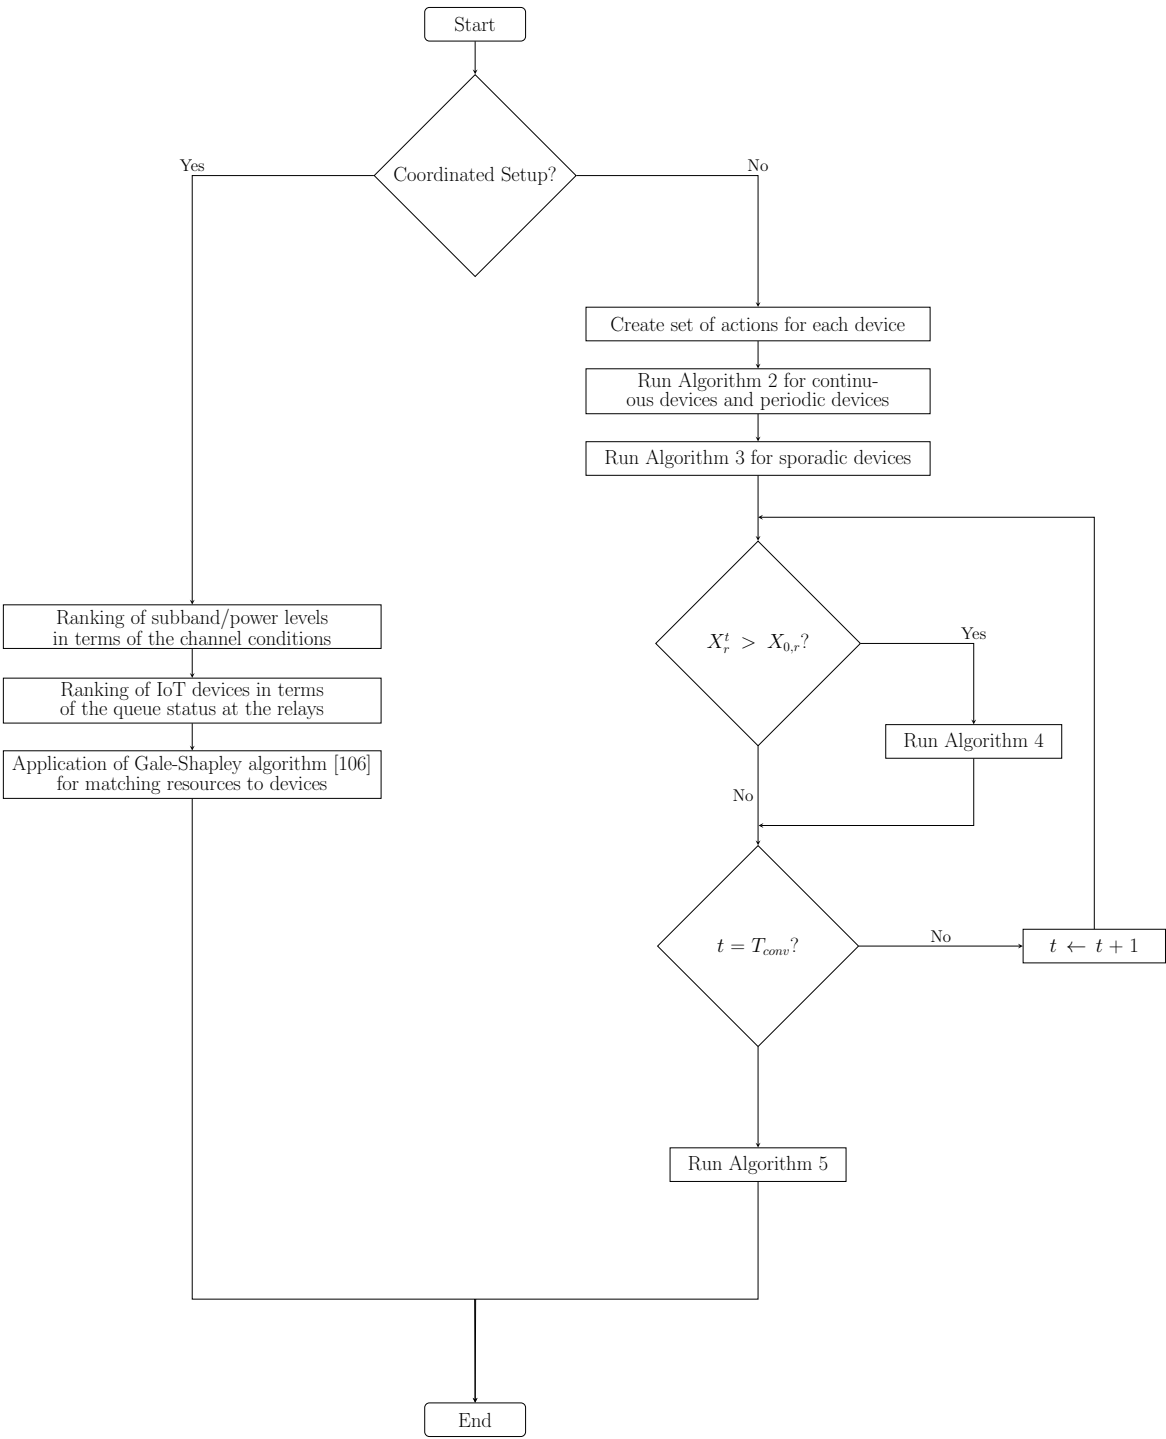 Start
Coordinated Setup?
Yes
No
Create set of actions for each device
Run Algorithm 2 for continu-
ous devices and periodic devices
Run Algorithm 3 for sporadic devices
Ranking of subband/power levels
in terms of the channel conditions
Ranking of IoT devices in terms
of the queue status at the relays
Application of Gale-Shapley algorithm [106]
for matching resources to devices
$X_r^t > X_{0,r}$?
Yes
Run Algorithm 4
No
$t = T_{conv}$?
No
$t \leftarrow t + 1$
Run Algorithm 5
End